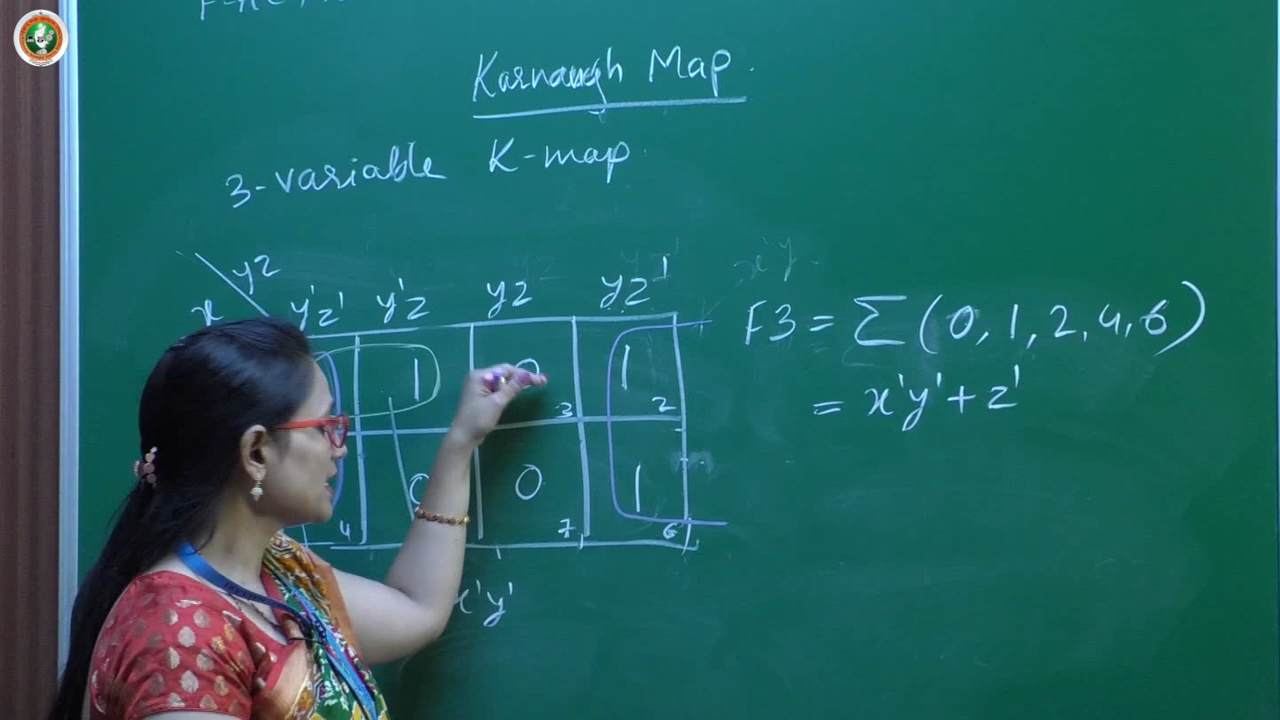 Karnaugh Map.
3-variable K-map.
yz
x y'z' y'z yz yz'
1 0 1
3 2
0 0 1
4 7 6
x'y'
F3 = Σ (0, 1, 2, 4, 6)
= x'y' + z'